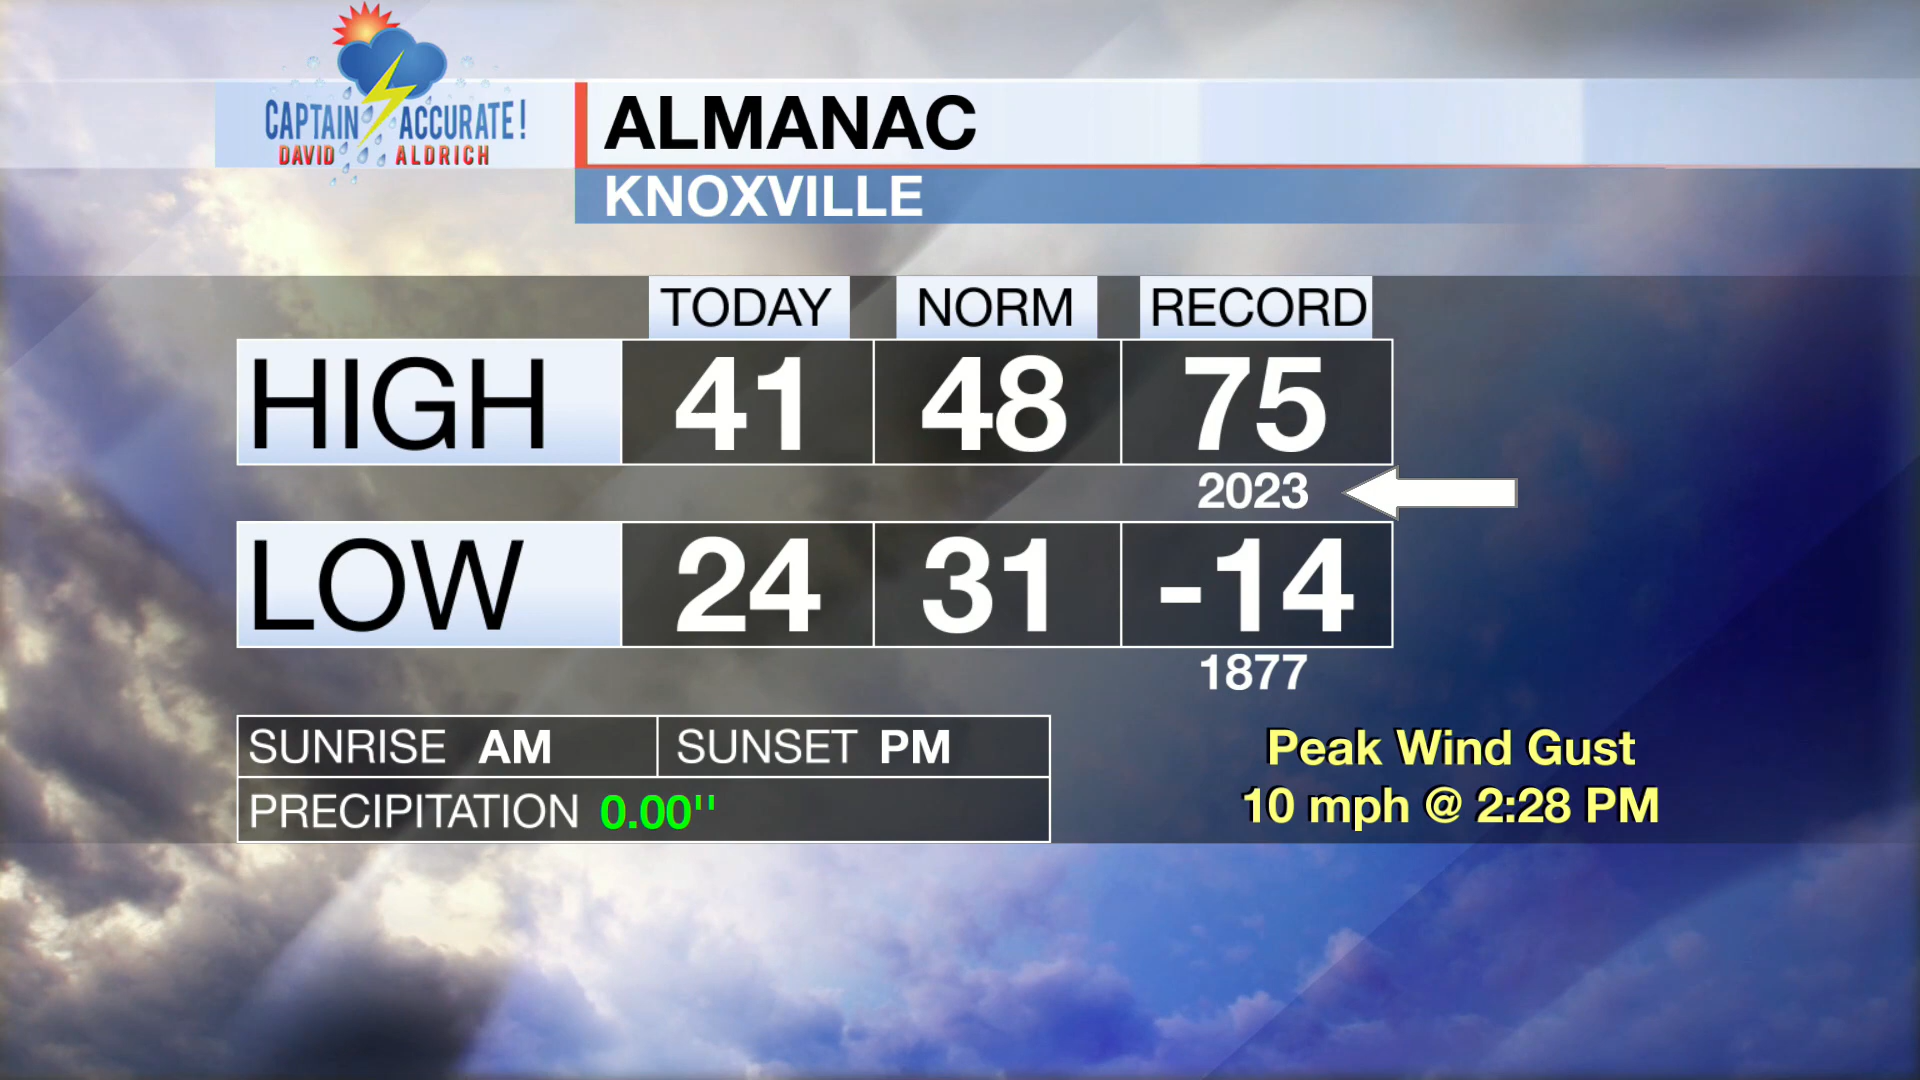 CAPTAIN ACCURATE!
DAVID ALDRICH
ALMANAC
KNOXVILLE
TODAY NORM RECORD
HIGH 41 48 75
2023
LOW 24 31 -14
1877
SUNRISE AM SUNSET PM
PRECIPITATION 0.00''
Peak Wind Gust
10 mph @ 2:28 PM